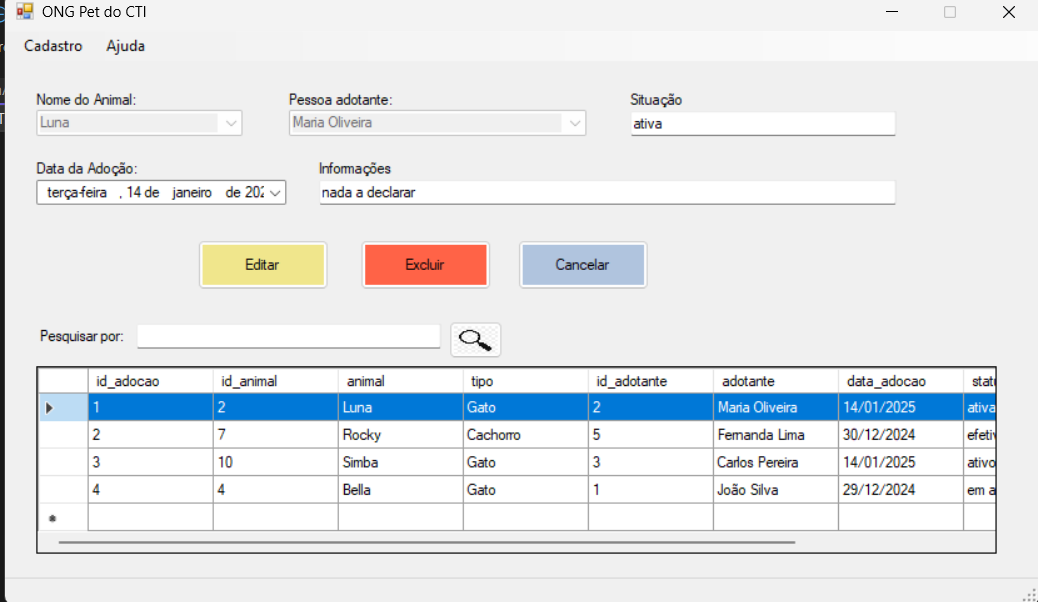 ONG Pet do CTI
Cadastro Ajuda
Nome do Animal: Pessoa adotante: Situação
Luna Maria Oliveira ativa
Data da Adoção: Informações
terça-feira , 14 de janeiro de 202 nada a declarar
Editar Excluir Cancelar
Pesquisar por:
id_adocao id_animal animal tipo id_adotante adotante data_adocao statu
1 2 Luna Gato 2 Maria Oliveira 14/01/2025 ativa
2 7 Rocky Cachorro 5 Fernanda Lima 30/12/2024 efetiv
3 10 Simba Gato 3 Carlos Pereira 14/01/2025 ativo
4 4 Bella Gato 1 João Silva 29/12/2024 em a